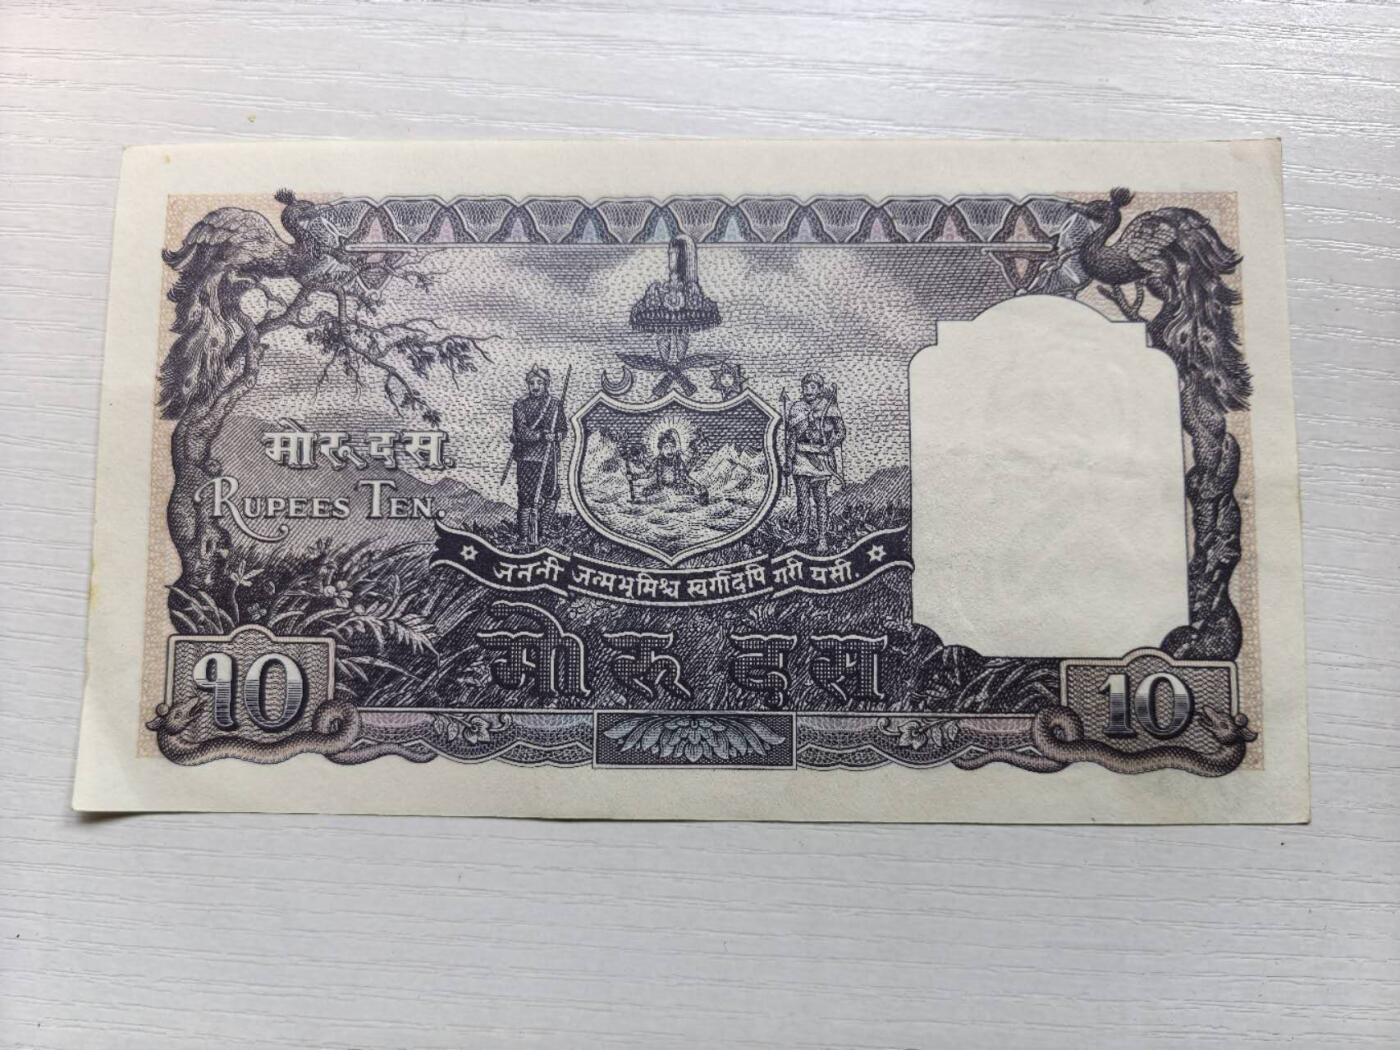 मोरू दस.
RUPEES TEN.
जननी जन्मभूमिश्च स्वर्गादपि गरी यसी.
मोरू दस
१०
10